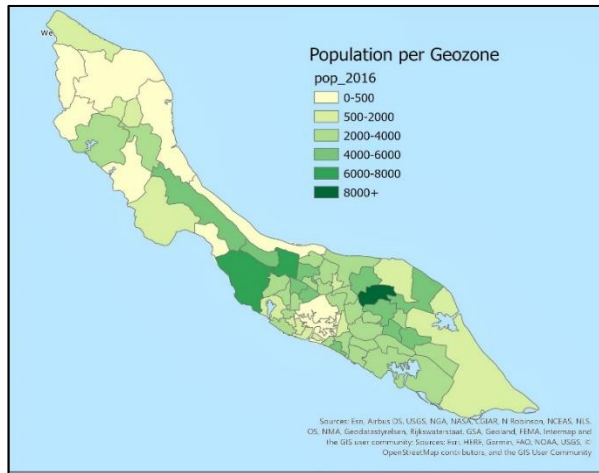 We
Population per Geozone
pop_2016
0-500
500-2000
2000-4000
4000-6000
6000-8000
8000+
Sources: Esri, Airbus DS, USGS, NGA, NASA, CGIAR, N Robinson, NCEAS, NLS,
OS, NMA, Geodatastyrelsen, Rijkswaterstaat, GSA, Geoland, FEMA, Intermap and
the GIS user community; Sources: Esri, HERE, Garmin, FAO, NOAA, USGS, ©
OpenStreetMap contributors, and the GIS User Community